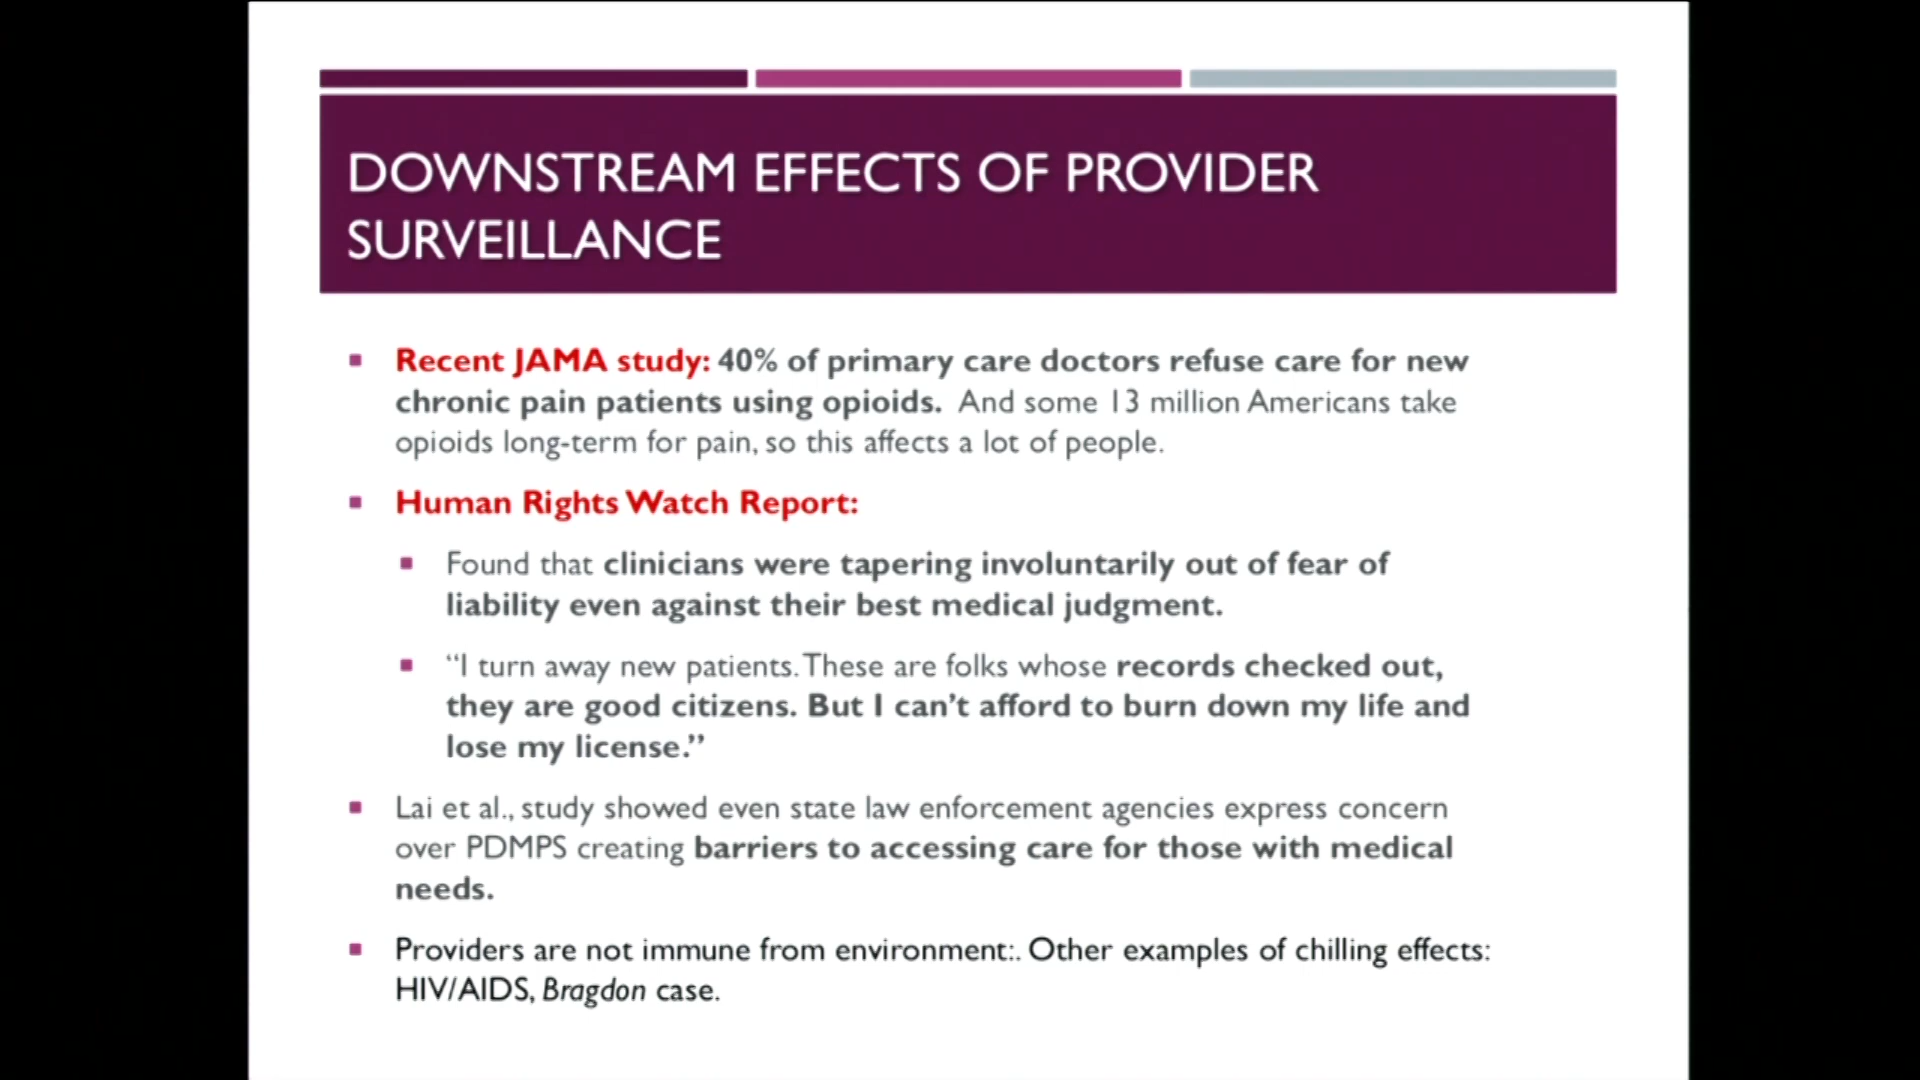 DOWNSTREAM EFFECTS OF PROVIDER
SURVEILLANCE
Recent JAMA study: 40% of primary care doctors refuse care for new
chronic pain patients using opioids. And some 13 million Americans take
opioids long-term for pain, so this affects a lot of people.
Human Rights Watch Report:
Found that clinicians were tapering involuntarily out of fear of
liability even against their best medical judgment.
“I turn away new patients. These are folks whose records checked out,
they are good citizens. But I can’t afford to burn down my life and
lose my license.”
Lai et al., study showed even state law enforcement agencies express concern
over PDMPS creating barriers to accessing care for those with medical
needs.
Providers are not immune from environment:. Other examples of chilling effects:
HIV/AIDS, Bragdon case.